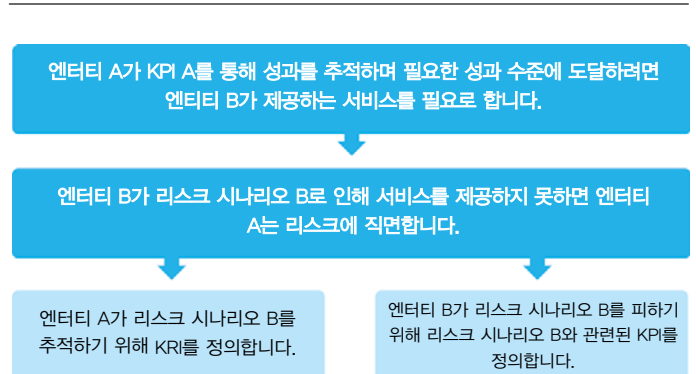 엔터티 A가 KPI A를 통해 성과를 추적하며 필요한 성과 수준에 도달하려면
엔티티 B가 제공하는 서비스를 필요로 합니다.
엔터티 B가 리스크 시나리오 B로 인해 서비스를 제공하지 못하면 엔터티
A는 리스크에 직면합니다.
엔터티 A가 리스크 시나리오 B를
추적하기 위해 KRI를 정의합니다.
엔터티 B가 리스크 시나리오 B를 피하기
위해 리스크 시나리오 B와 관련된 KPI를
정의합니다.